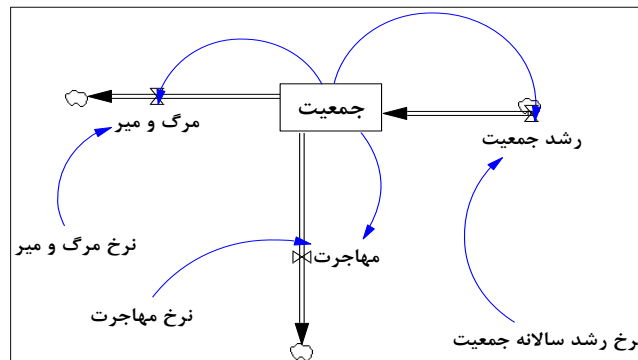 جمعیت
مرگ و میر
رشد جمعیت
نرخ مرگ و میر
مهاجرت
نرخ مهاجرت
نرخ رشد سالانه جمعیت